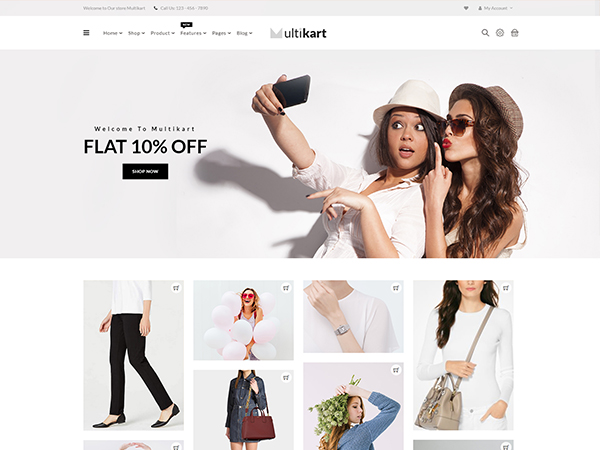 Welcome to Our store Multikart
Call Us: 123 - 456 - 7890
My Account
NEW
Home Shop Product Features Pages Blog
Multikart
Welcome To Multikart
FLAT 10% OFF
SHOP NOW